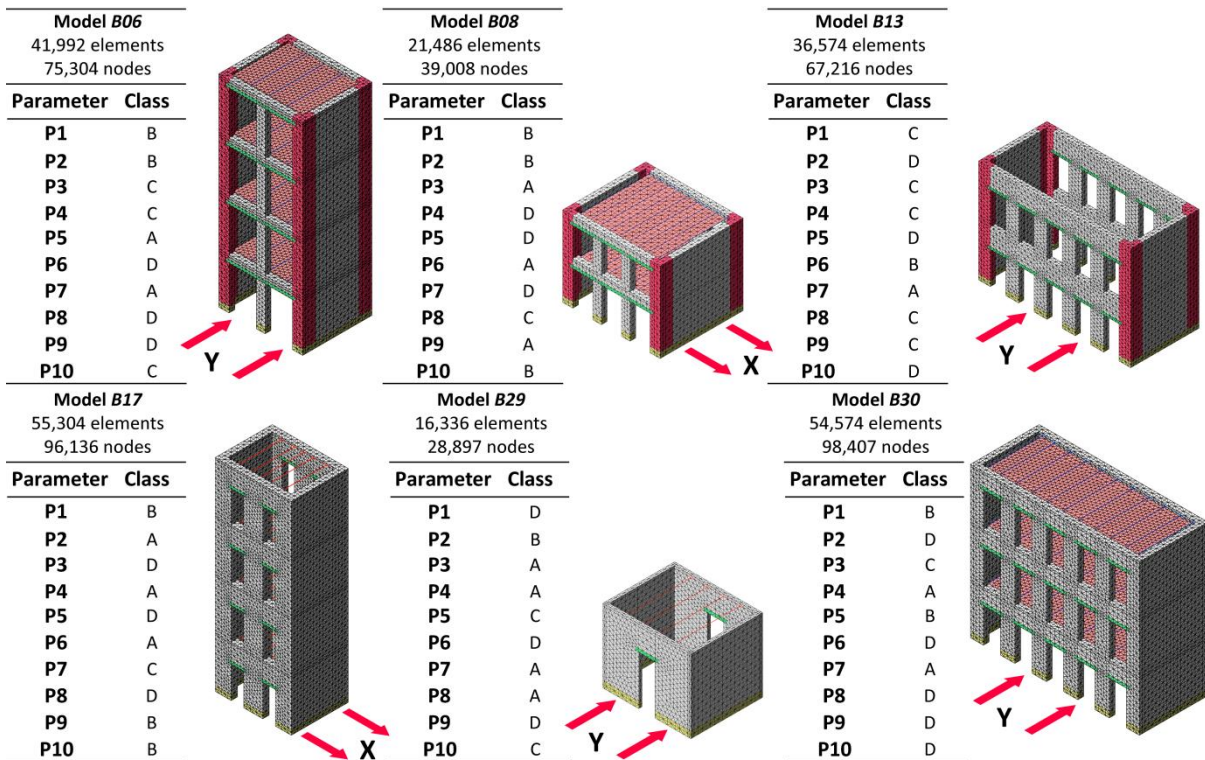 Model B06
41,992 elements
75,304 nodes
Parameter Class
P1 B
P2 B
P3 C
P4 C
P5 A
P6 D
P7 A
P8 D
P9 D
P10 C
Y
Model B08
21,486 elements
39,008 nodes
Parameter Class
P1 B
P2 B
P3 A
P4 D
P5 D
P6 A
P7 D
P8 C
P9 A
P10 B
X
Model B13
36,574 elements
67,216 nodes
Parameter Class
P1 C
P2 D
P3 C
P4 C
P5 D
P6 B
P7 A
P8 C
P9 C
P10 D
Y
Model B17
55,304 elements
96,136 nodes
Parameter Class
P1 B
P2 A
P3 D
P4 A
P5 D
P6 A
P7 C
P8 D
P9 B
P10 B
X
Model B29
16,336 elements
28,897 nodes
Parameter Class
P1 D
P2 B
P3 A
P4 A
P5 C
P6 D
P7 A
P8 A
P9 D
P10 C
Y
Model B30
54,574 elements
98,407 nodes
Parameter Class
P1 B
P2 D
P3 C
P4 A
P5 B
P6 D
P7 A
P8 D
P9 D
P10 D
Y